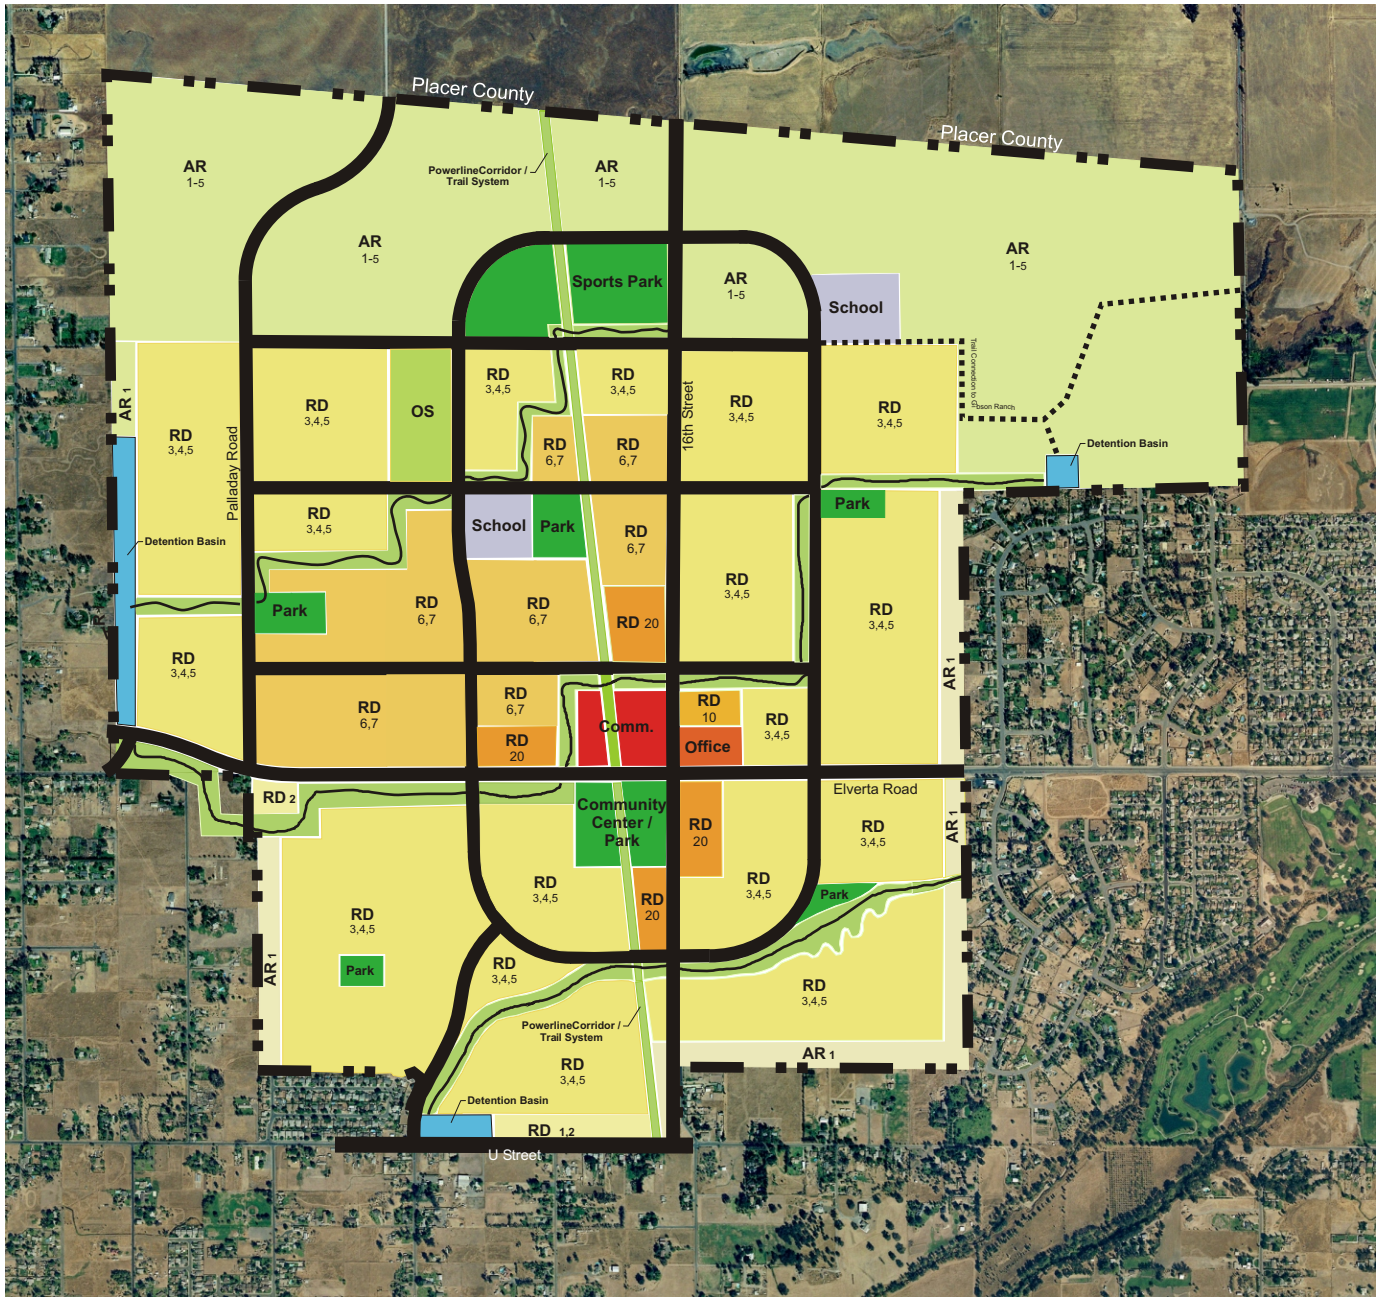 Placer County
Placer County
AR
1-5
PowerlineCorridor /
Trail System
AR
1-5
AR
1-5
AR
1-5
Sports Park
AR
1-5
School
Trail Connection to Gibson Ranch
AR 1
RD
3,4,5
Palladay Road
RD
3,4,5
OS
RD
3,4,5
RD
3,4,5
16th Street
RD
3,4,5
RD
3,4,5
RD
6,7
RD
6,7
Detention Basin
Detention Basin
RD
3,4,5
School
Park
RD
6,7
RD
3,4,5
Park
RD
3,4,5
Park
RD
6,7
RD
6,7
RD 20
RD
3,4,5
AR 1
RD
6,7
RD
6,7
RD
20
Comm.
RD
10
Office
RD
3,4,5
RD 2
Community
Center /
Park
RD
20
Elverta Road
RD
3,4,5
AR 1
RD
3,4,5
RD
3,4,5
RD
20
RD
3,4,5
Park
AR 1
Park
RD
3,4,5
RD
3,4,5
PowerlineCorridor /
Trail System
RD
3,4,5
AR 1
Detention Basin
RD 1,2
U Street